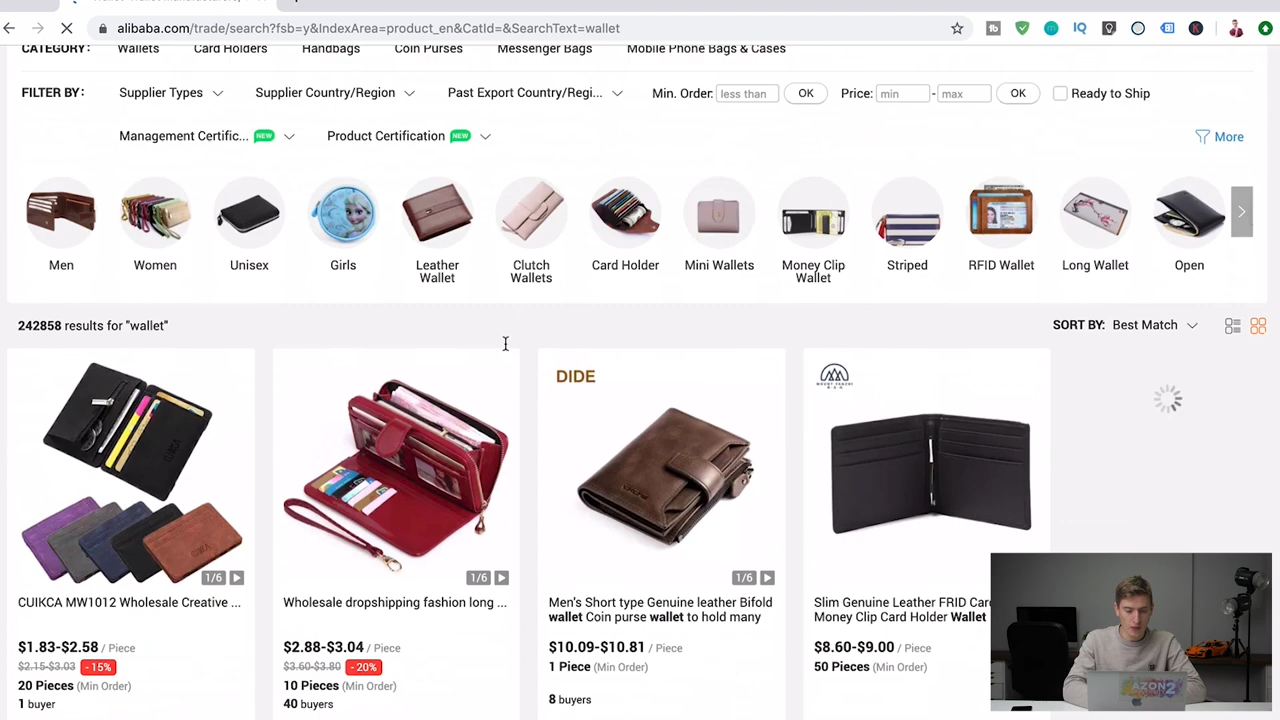 alibaba.com/trade/search?fsb=y&IndexArea=product_en&CatId=&SearchText=wallet
CATEGORY: Wallets Card Holders Handbags Coin Purses Messenger Bags Mobile Phone Bags & Cases
FILTER BY: Supplier Types Supplier Country/Region Past Export Country/Regi... Min. Order: less than OK Price: min - max OK Ready to Ship
Management Certific... NEW Product Certification NEW More
Men Women Unisex Girls Leather Wallet Clutch Wallets Card Holder Mini Wallets Money Clip Wallet Striped RFID Wallet Long Wallet Open
242858 results for "wallet" SORT BY: Best Match
DIDE
MOUNT TANZHI
1/6 1/6 1/6
CUIKCA MW1012 Wholesale Creative ...
$1.83-$2.58 / Piece
$2.15-$3.03 - 15%
20 Pieces (Min Order)
1 buyer
Wholesale dropshipping fashion long ...
$2.88-$3.04 / Piece
$3.60-$3.80 - 20%
10 Pieces (Min Order)
40 buyers
Men's Short type Genuine leather Bifold
wallet Coin purse wallet to hold many
$10.09-$10.81 / Piece
1 Piece (Min Order)
8 buyers
Slim Genuine Leather FRID
Money Clip Card Holder Wallet
$8.60-$9.00 / Piece
50 Pieces (Min Order)